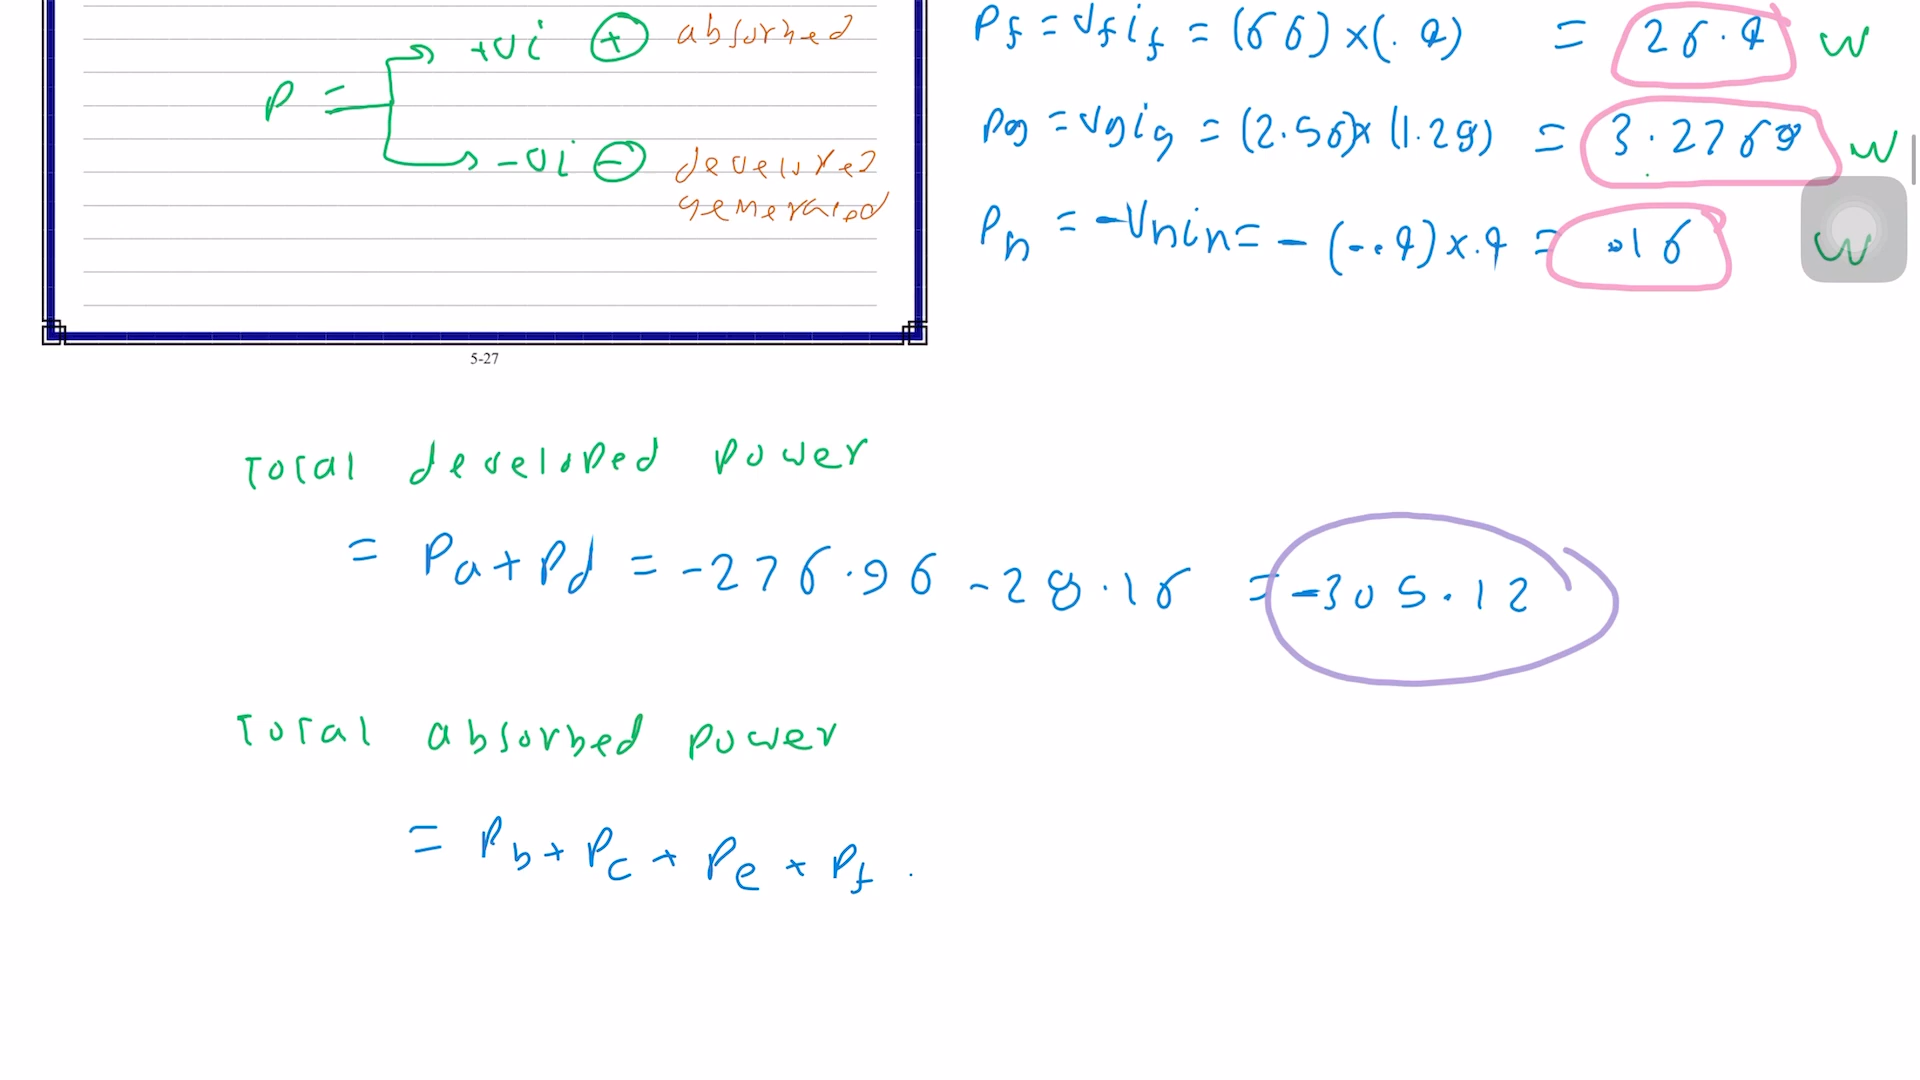 P = +vi + absorbed
-vi - developed
generated
5-27
Pf = Vf if = (66) x (.4) = 26.4 W
Pg = Vg ig = (2.56) x (1.28) = 3.2768 W
Ph = -Vh ih = - (-.4) x .4 = .16 W
Total developed power
= Pa + Pd = -276.96 - 28.16 = -305.12
Total absorbed power
= Pb + Pc + Pe + Pf